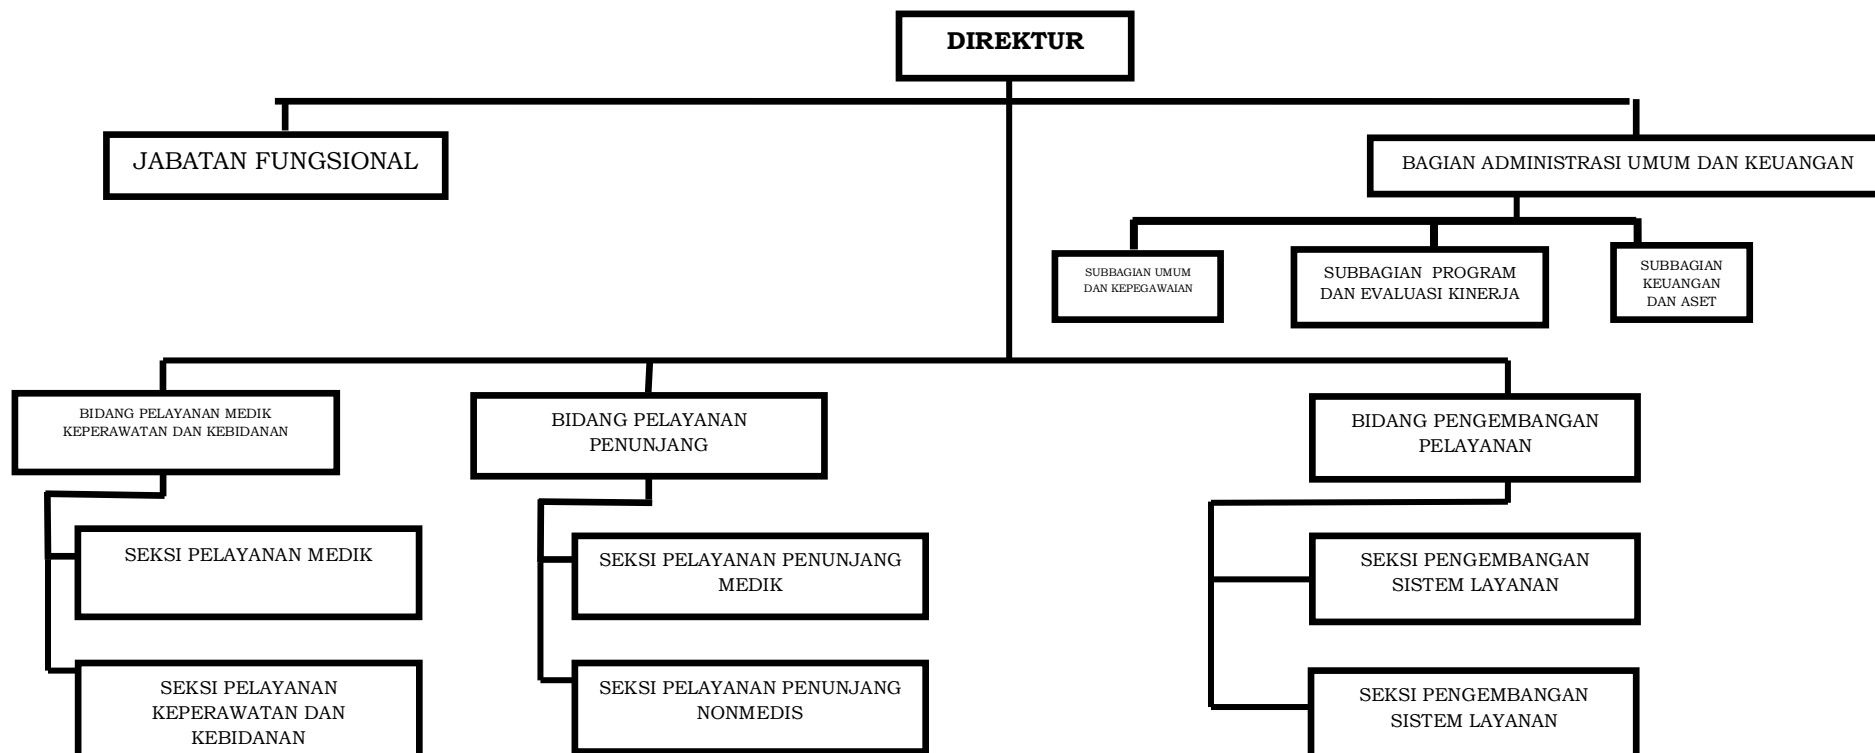 DIREKTUR
JABATAN FUNGSIONAL
BAGIAN ADMINISTRASI UMUM DAN KEUANGAN
SUBBAGIAN UMUM
DAN KEPEGAWAIAN
SUBBAGIAN PROGRAM
DAN EVALUASI KINERJA
SUBBAGIAN
KEUANGAN
DAN ASET
BIDANG PELAYANAN MEDIK
KEPERAWATAN DAN KEBIDANAN
BIDANG PELAYANAN
PENUNJANG
BIDANG PENGEMBANGAN
PELAYANAN
SEKSI PELAYANAN MEDIK
SEKSI PELAYANAN PENUNJANG
MEDIK
SEKSI PENGEMBANGAN
SISTEM LAYANAN
SEKSI PELAYANAN
KEPERAWATAN DAN
KEBIDANAN
SEKSI PELAYANAN PENUNJANG
NONMEDIS
SEKSI PENGEMBANGAN
SISTEM LAYANAN